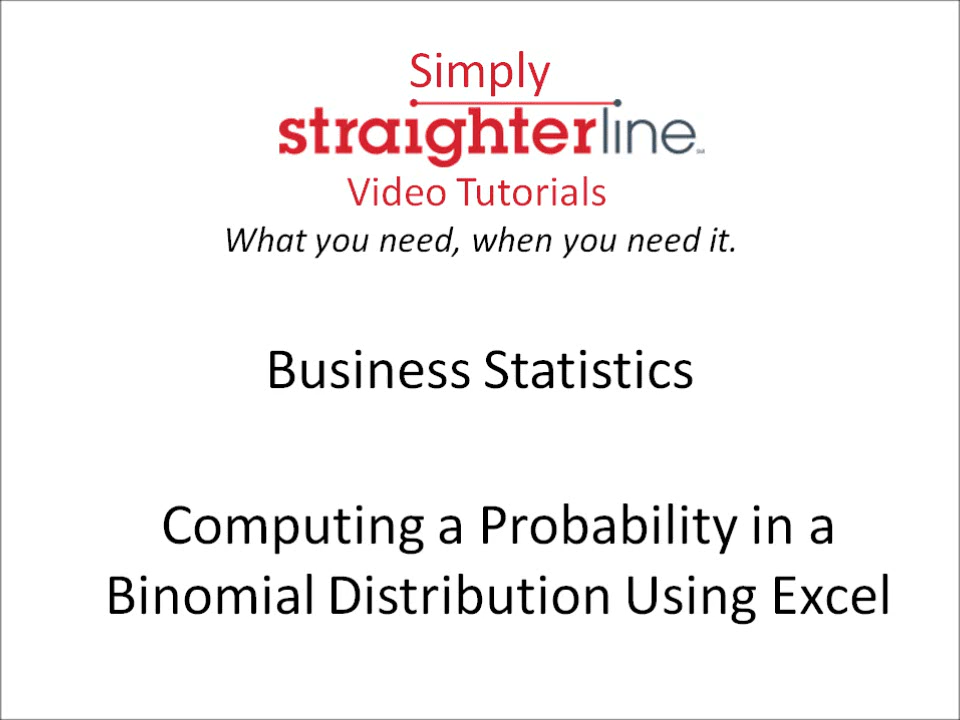 Simply
straighterline
Video Tutorials
What you need, when you need it.
Business Statistics
Computing a Probability in a
Binomial Distribution Using Excel